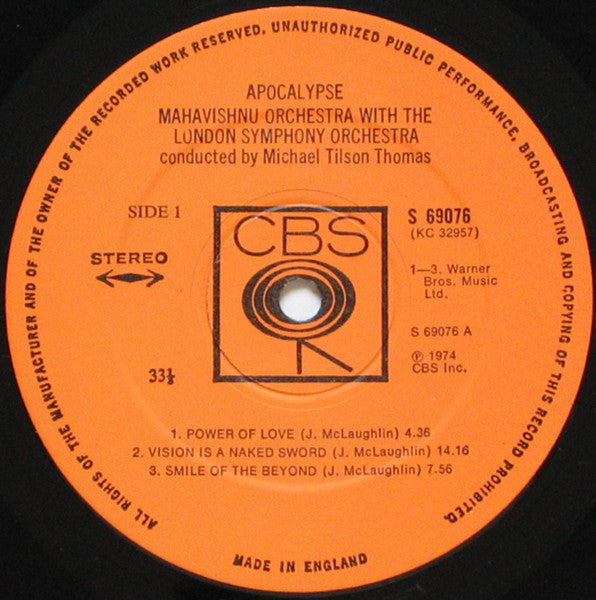 ALL RIGHTS OF THE MANUFACTURER AND OF THE OWNER OF THE RECORDED WORK RESERVED. UNAUTHORIZED PUBLIC PERFORMANCE, BROADCASTING AND COPYING OF THIS RECORD PROHIBITED.
APOCALYPSE
MAHAVISHNU ORCHESTRA WITH THE
LONDON SYMPHONY ORCHESTRA
conducted by Michael Tilson Thomas
SIDE 1
STEREO
33⅓
CBS
S 69076
(KC 32957)
1—3. Warner
Bros. Music
Ltd.
S 69076 A
℗ 1974
CBS Inc.
1. POWER OF LOVE (J. McLaughlin) 4.36
2. VISION IS A NAKED SWORD (J. McLaughlin) 14.16
3. SMILE OF THE BEYOND (J. McLaughlin) 7.56
MADE IN ENGLAND